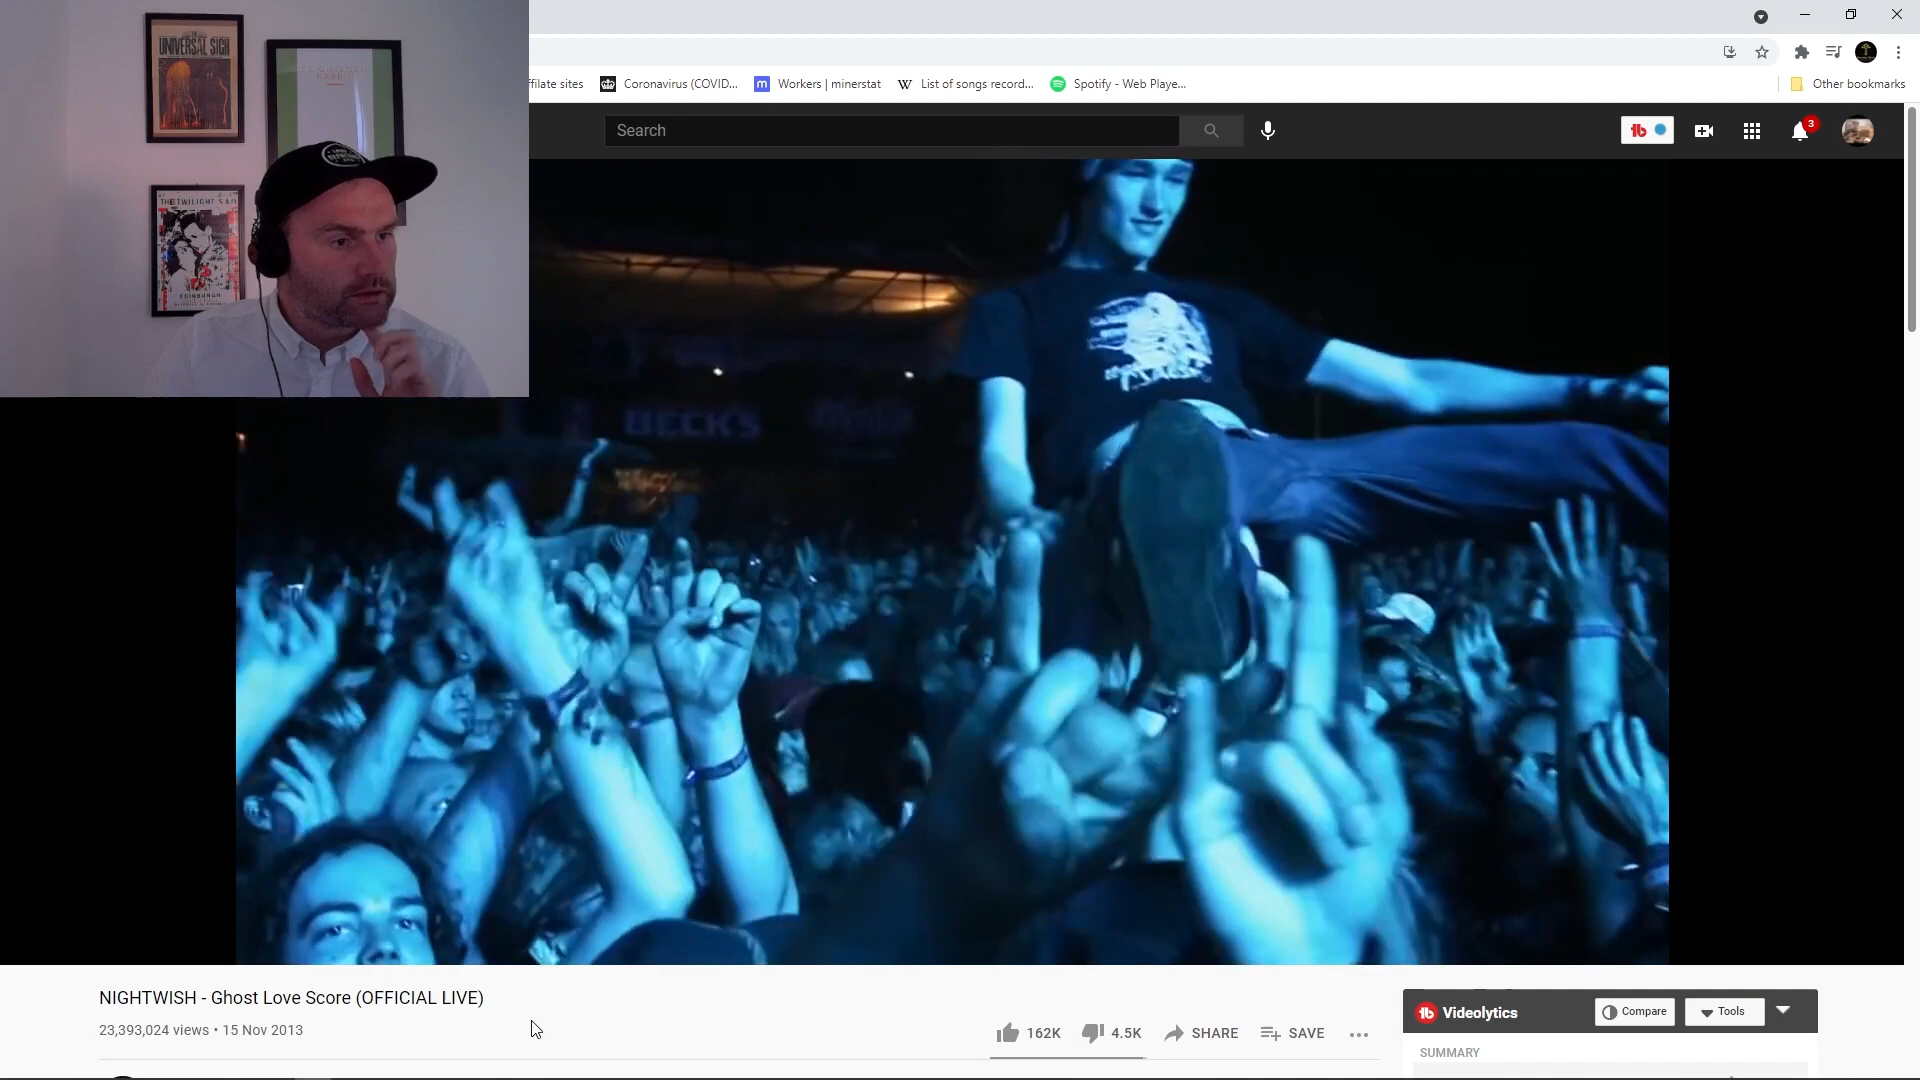 UNIVERSAL SIGH
THE TWILIGHT SAD
EDINBURGH
ffilate sites
Coronavirus (COVID...
Workers | minerstat
List of songs record...
Spotify - Web Playe...
Other bookmarks
Search
3
BECK'S
NIGHTWISH - Ghost Love Score (OFFICIAL LIVE)
23,393,024 views • 15 Nov 2013
162K
4.5K
SHARE
SAVE
Videolytics
Compare
Tools
SUMMARY